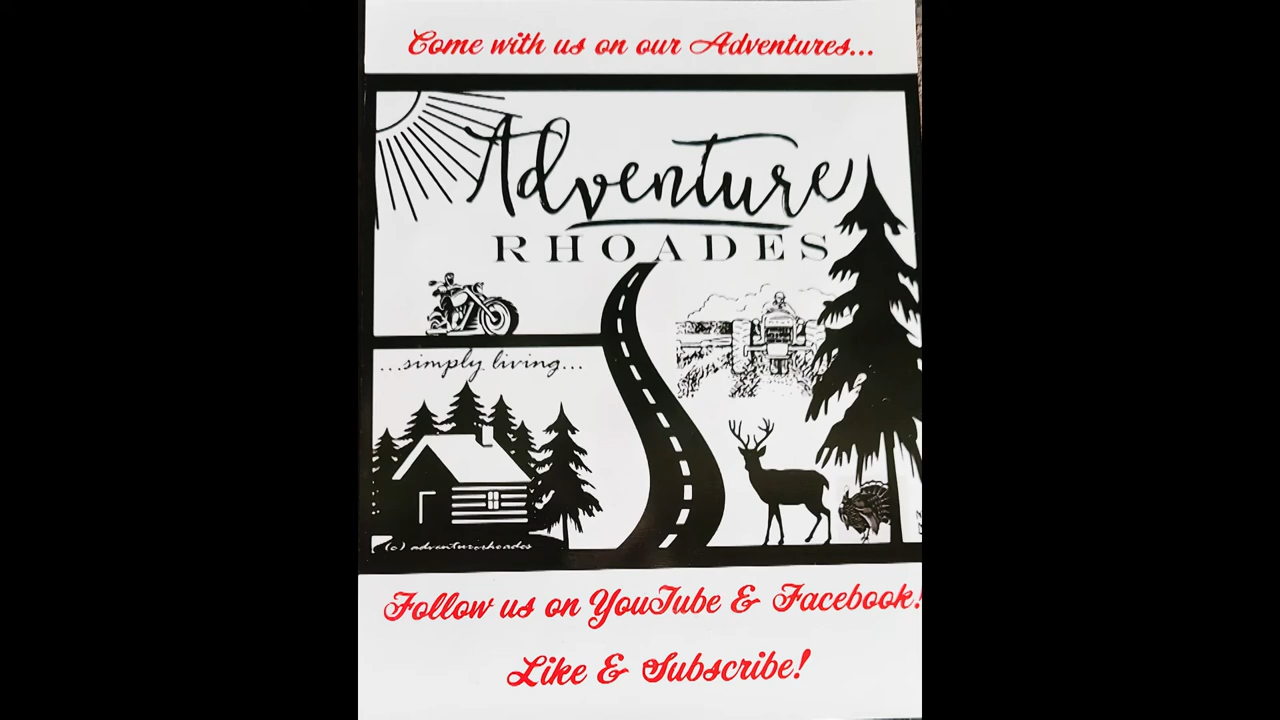 Come with us on our Adventures...
Adventure
RHOADES
...simply living...
(c) adventurerhoades
Follow us on YouTube & Facebook!
Like & Subscribe!